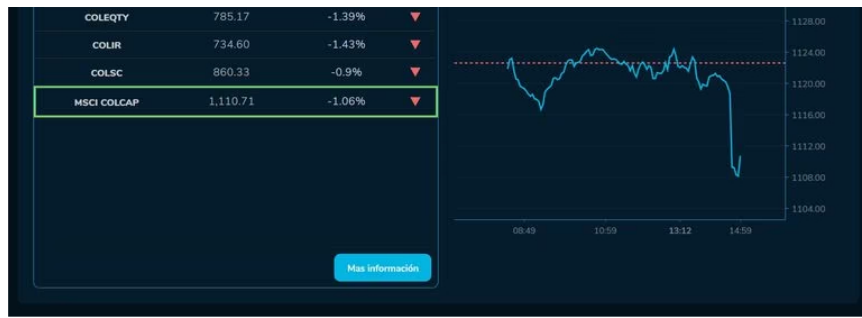 COLEQTY 785.17 -1.39% ▼
COLIR 734.60 -1.43% ▼
COLSC 860.33 -0.9% ▼
MSCI COLCAP 1,110.71 -1.06% ▼
Mas información
1128.00
1124.00
1120.00
1116.00
1112.00
1108.00
1104.00
08:49 10:59 13:12 14:59